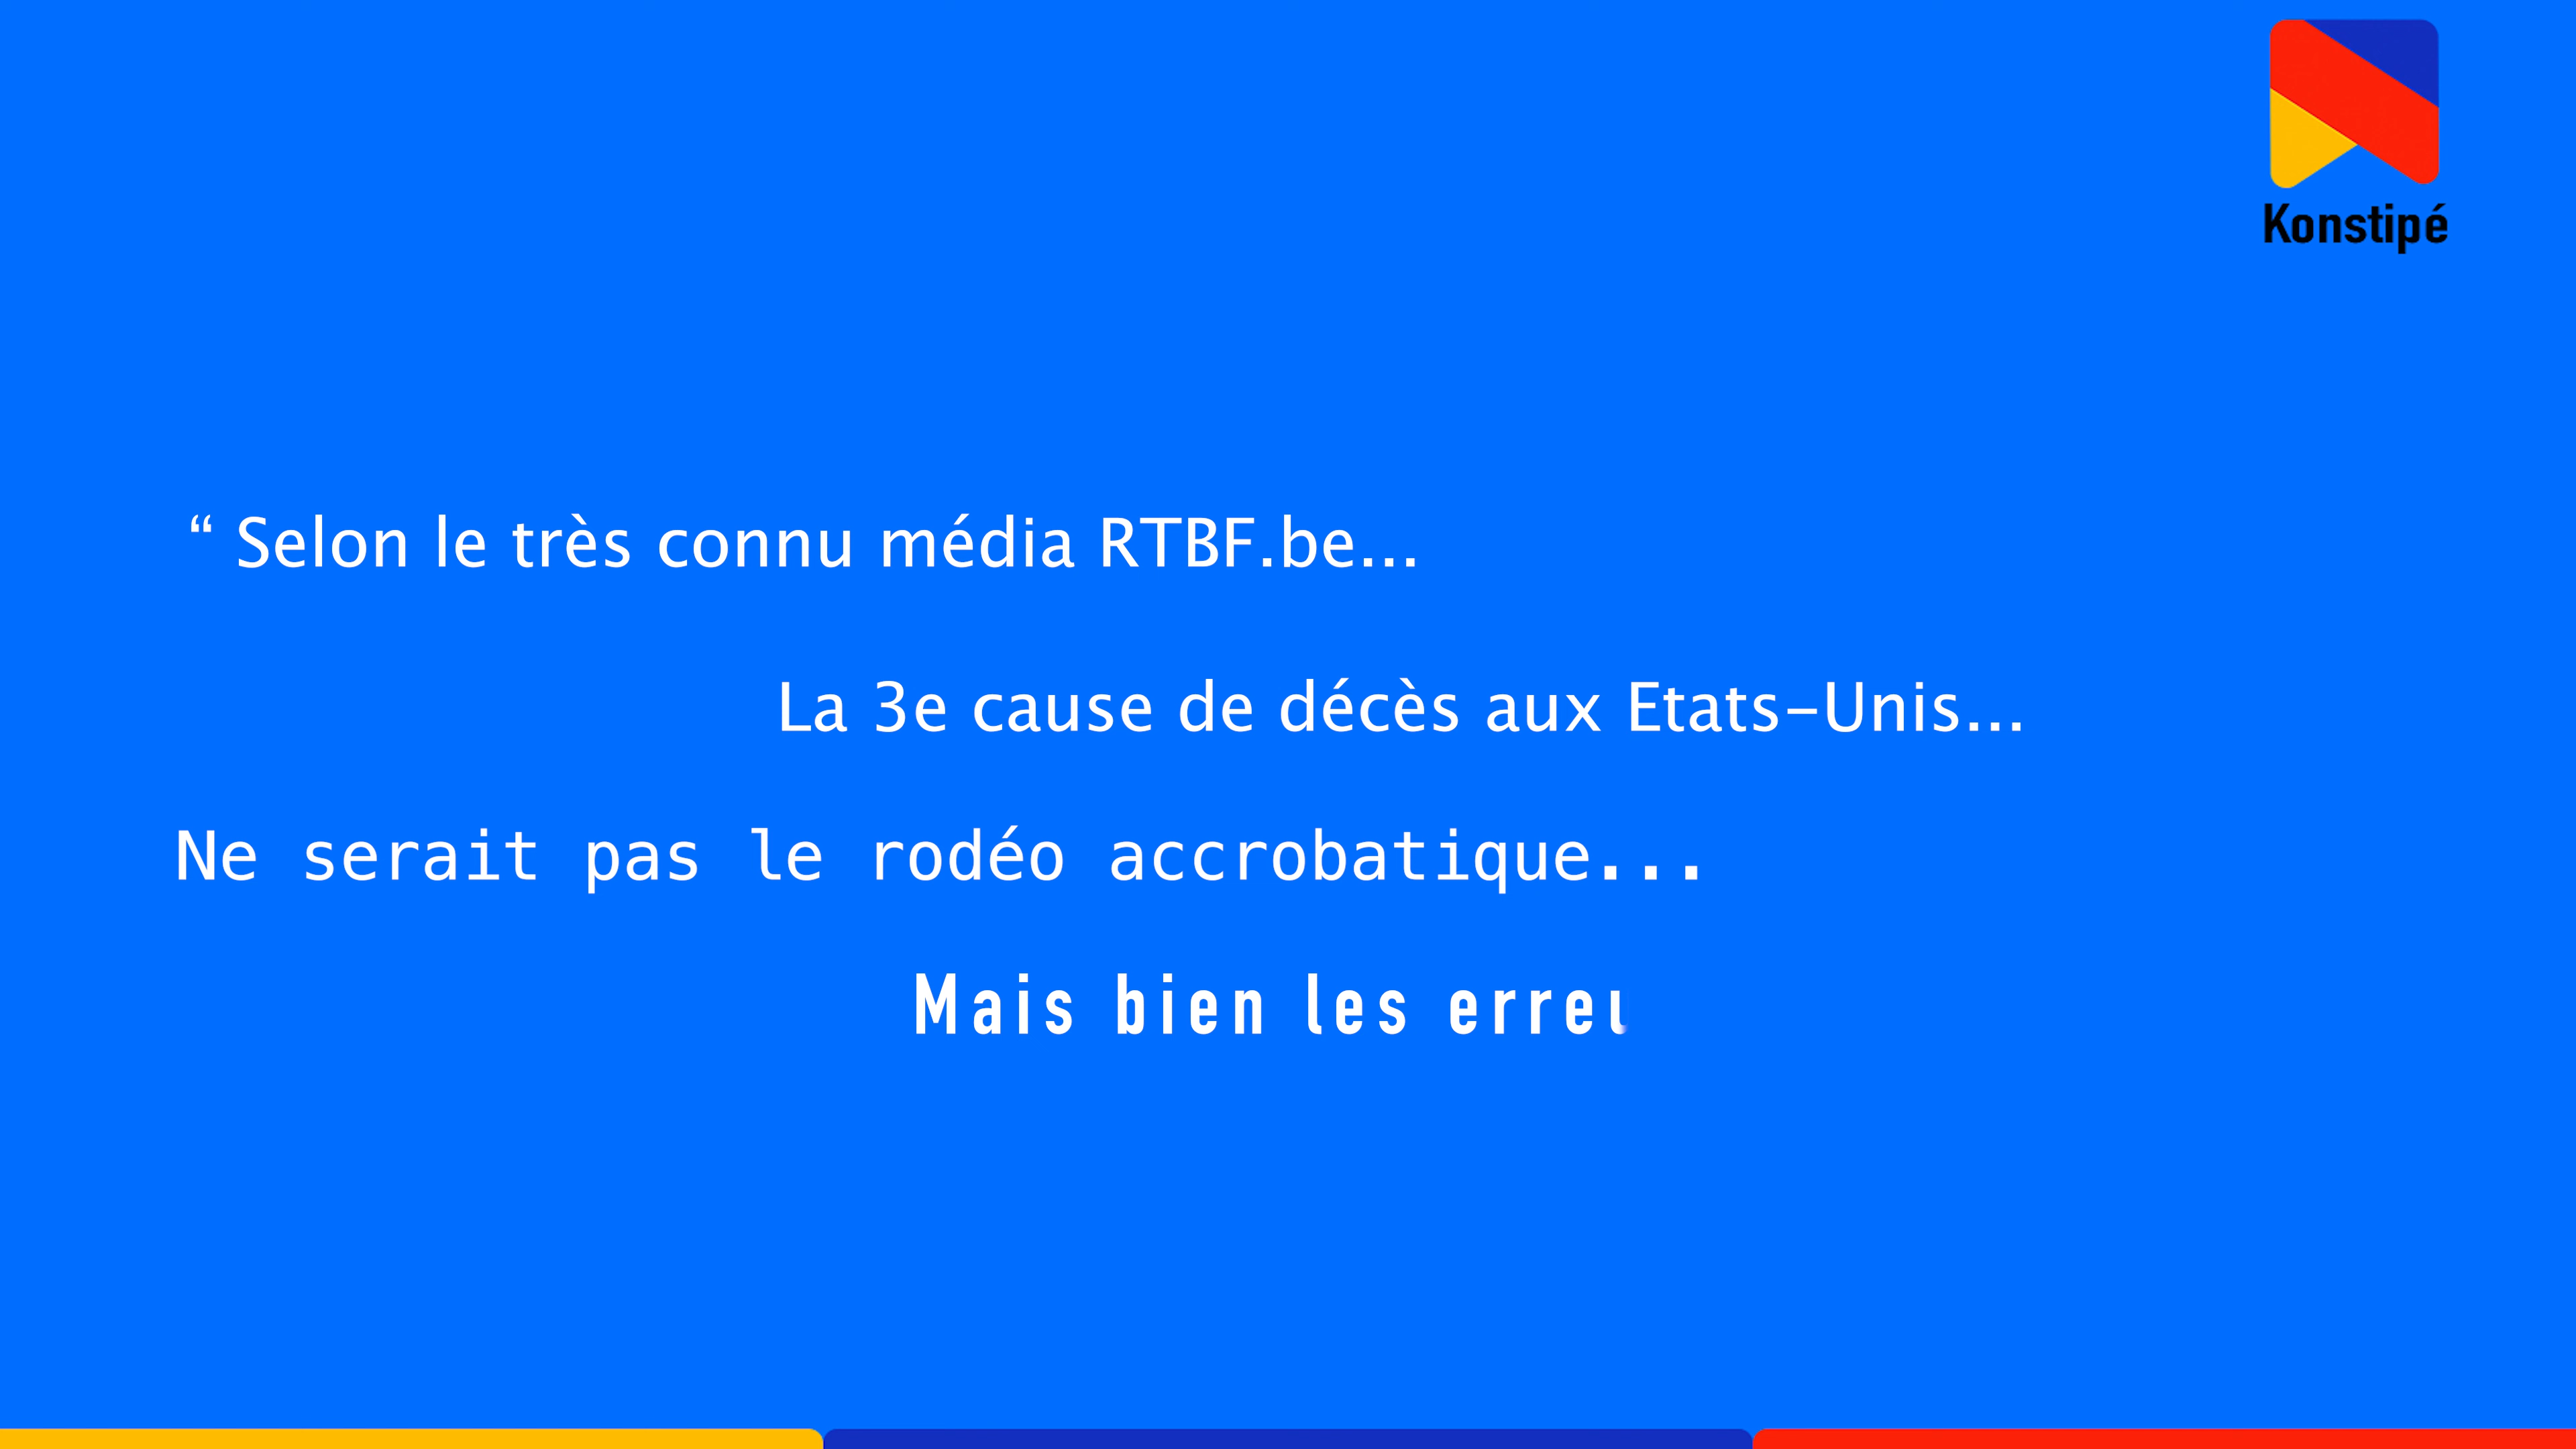 Konstipé
“ Selon le très connu média RTBF.be...
La 3e cause de décès aux Etats-Unis...
Ne serait pas le rodéo accrobatique...
Mais bien les erre